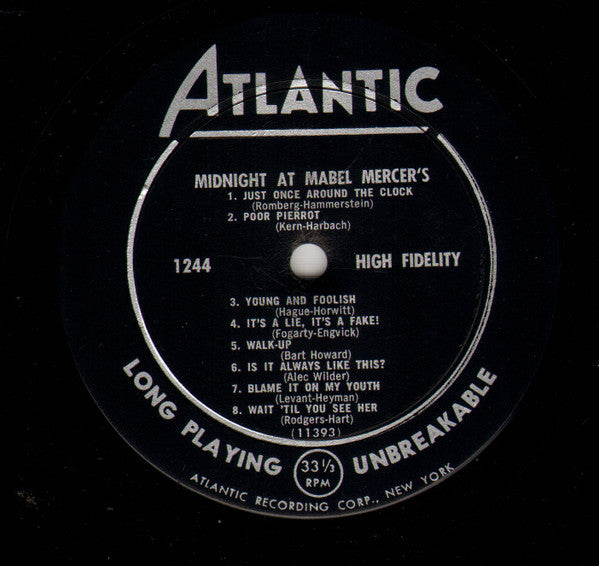 ATLANTIC
MIDNIGHT AT MABEL MERCER'S
1. JUST ONCE AROUND THE CLOCK
(Romberg-Hammerstein)
2. POOR PIERROT
(Kern-Harbach)
1244
HIGH FIDELITY
3. YOUNG AND FOOLISH
(Hague-Horwitt)
4. IT'S A LIE, IT'S A FAKE!
(Fogarty-Engvick)
5. WALK-UP
(Bart Howard)
6. IS IT ALWAYS LIKE THIS?
(Alec Wilder)
7. BLAME IT ON MY YOUTH
(Levant-Heyman)
8. WAIT 'TIL YOU SEE HER
(Rodgers-Hart)
(11393)
LONG PLAYING UNBREAKABLE
33 1/3
RPM
ATLANTIC RECORDING CORP., NEW YORK